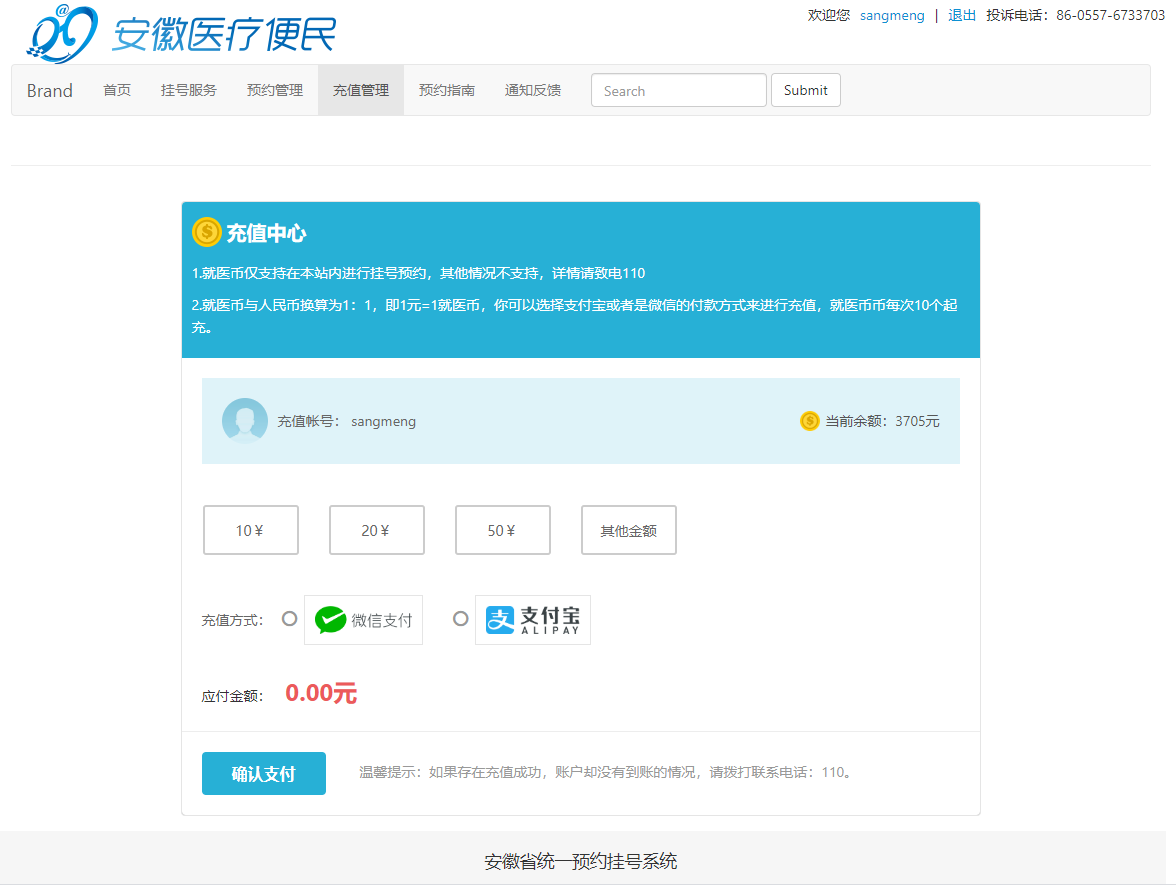 安徽医疗便民
欢迎您 sangmeng | 退出 投诉电话：86-0557-6733703
Brand 首页 挂号服务 预约管理 充值管理 预约指南 通知反馈 Search Submit
充值中心
1.就医币仅支持在本站内进行挂号预约，其他情况不支持，详情请致电110
2.就医币与人民币换算为1：1，即1元=1就医币，你可以选择支付宝或者是微信的付款方式来进行充值，就医币币每次10个起
充。
充值帐号： sangmeng 当前余额：3705元
10￥ 20￥ 50￥ 其他金额
充值方式： 微信支付 支 支付宝
ALIPAY
应付金额： 0.00元
确认支付 温馨提示：如果存在充值成功，账户却没有到账的情况，请拨打联系电话：110。
安徽省统一预约挂号系统